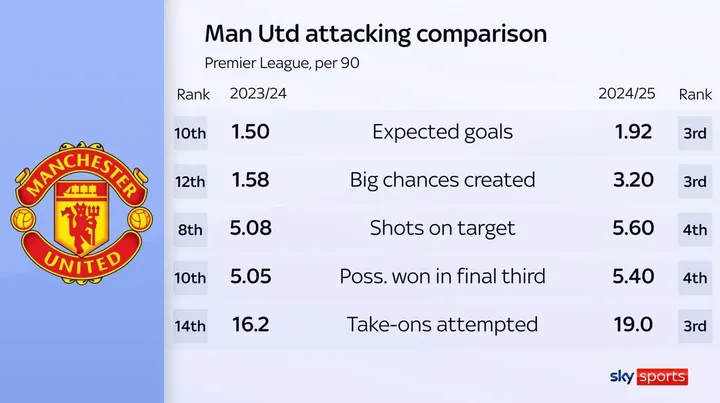 Man Utd attacking comparison
Premier League, per 90
Rank 2023/24 2024/25 Rank
10th 1.50 Expected goals 1.92 3rd
12th 1.58 Big chances created 3.20 3rd
8th 5.08 Shots on target 5.60 4th
10th 5.05 Poss. won in final third 5.40 4th
14th 16.2 Take-ons attempted 19.0 3rd
MANCHESTER
UNITED
sky sports